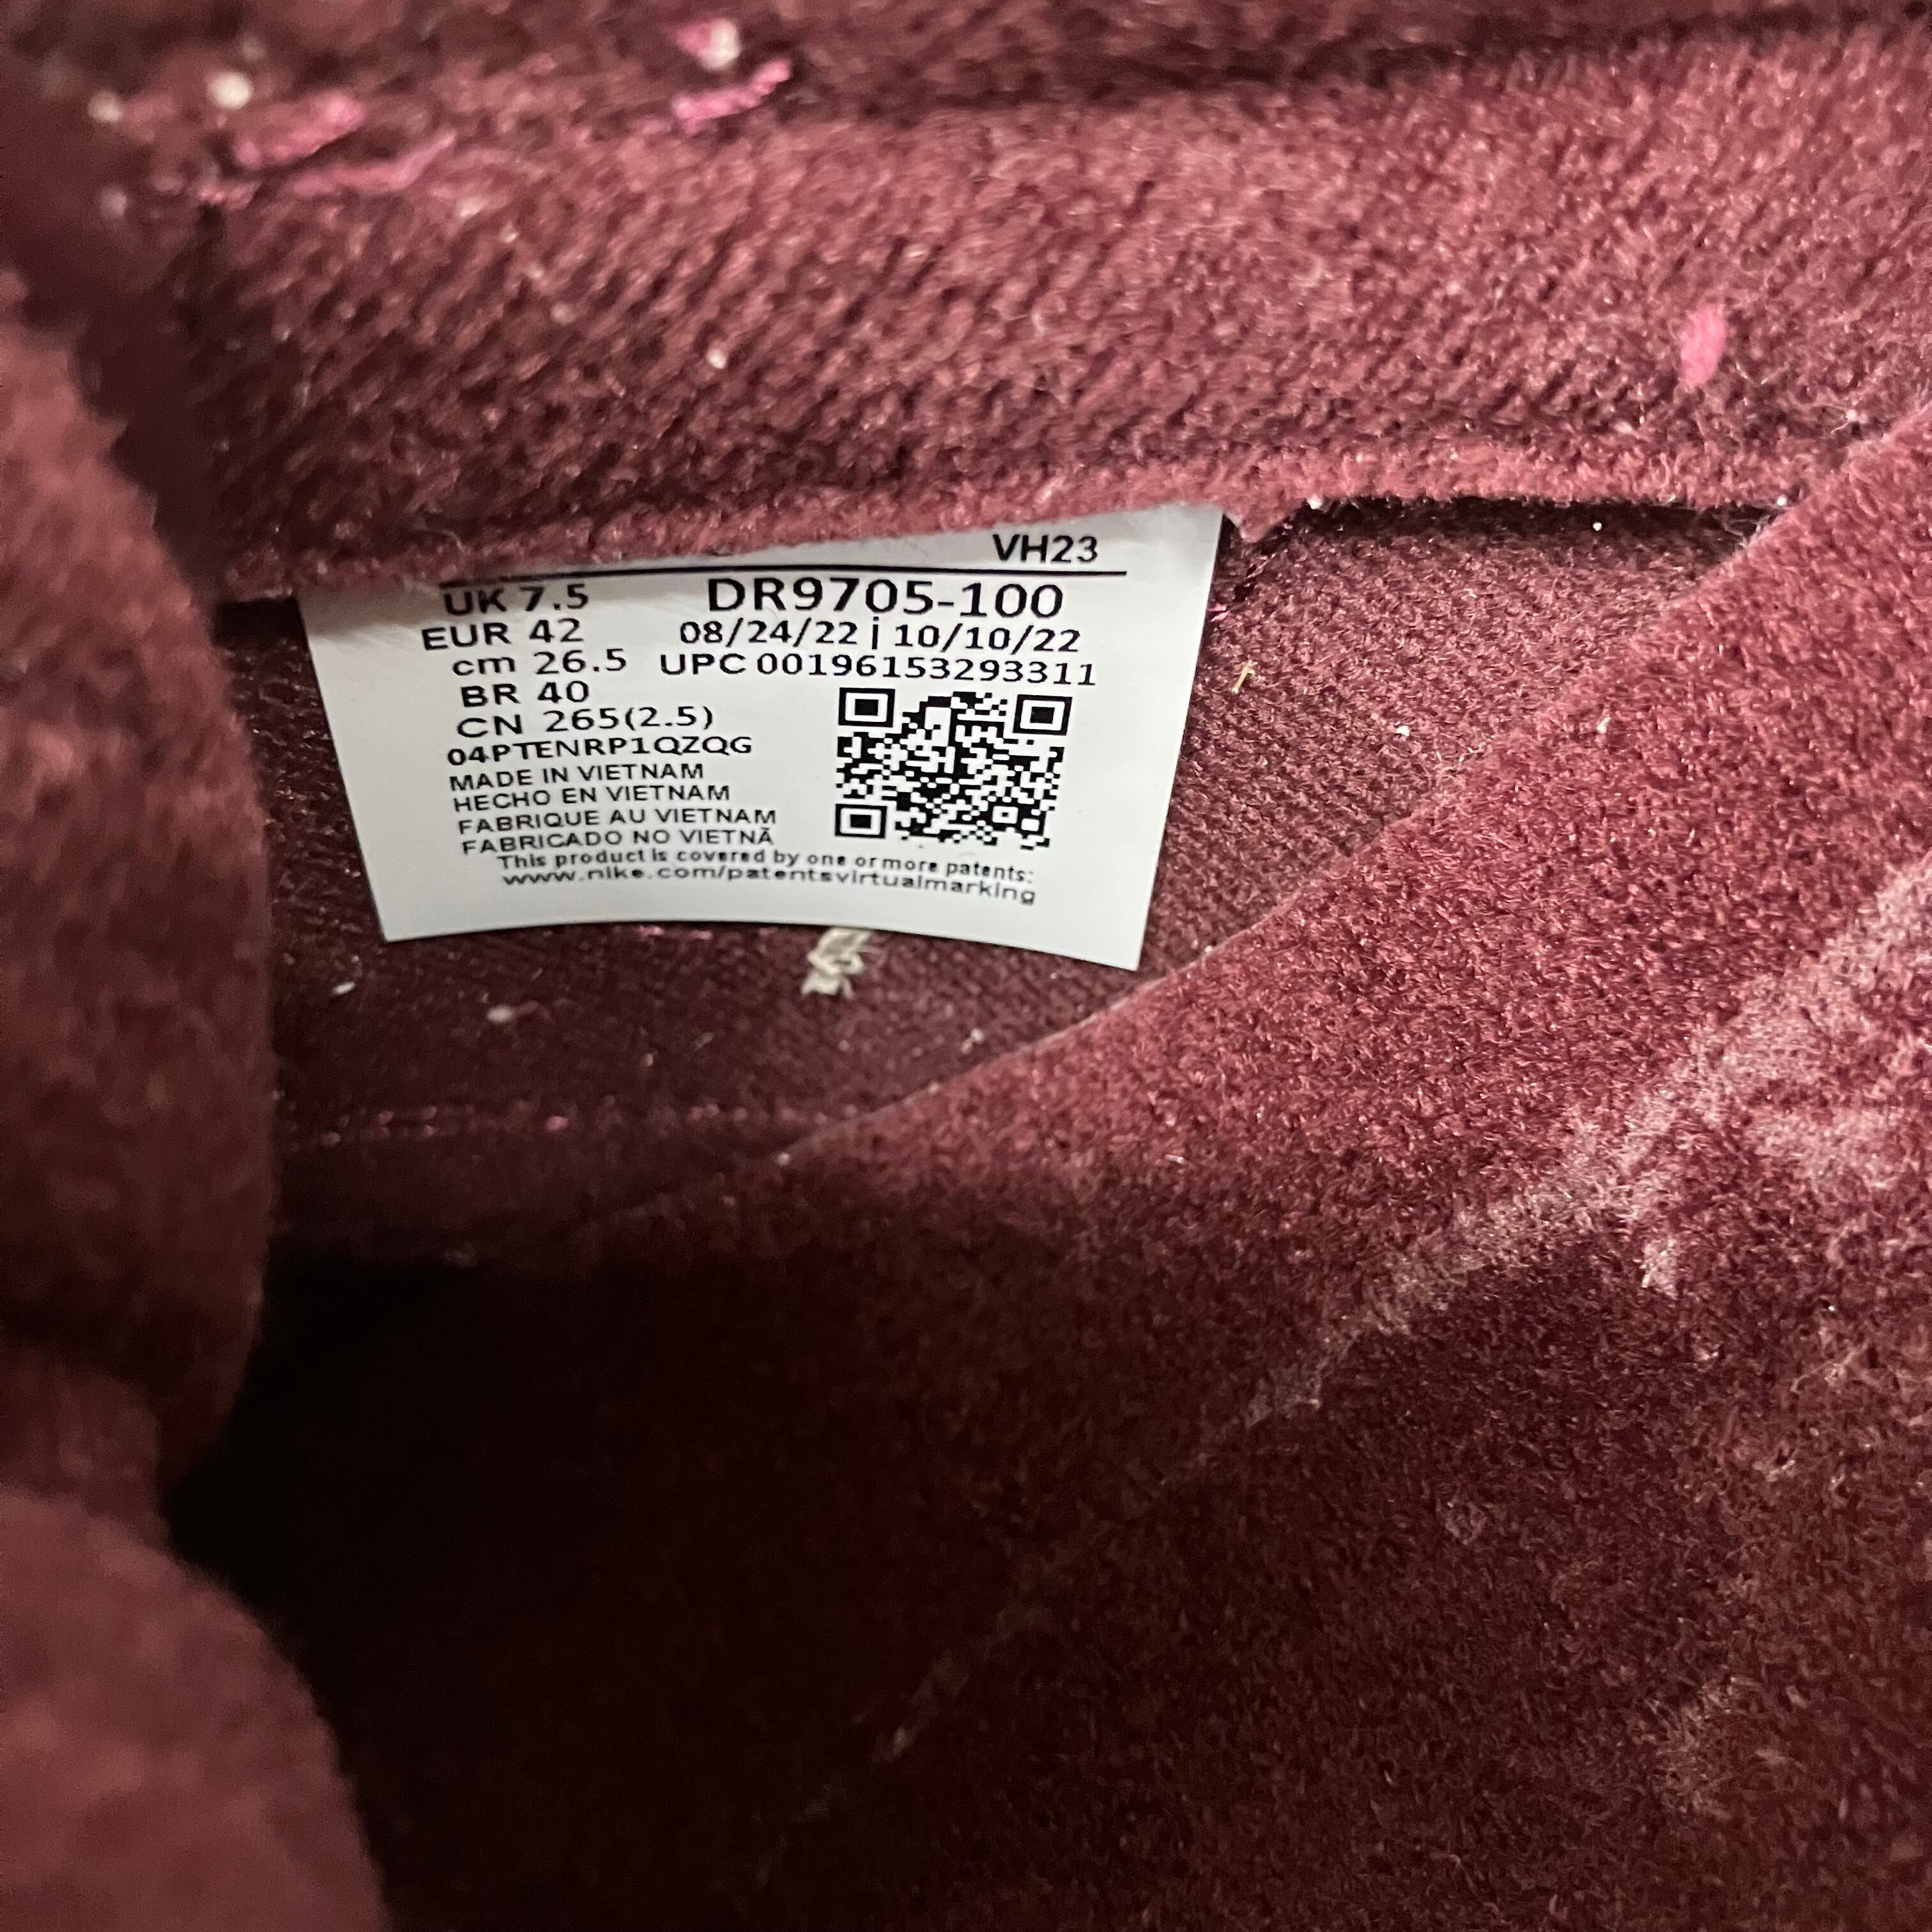 VH23
UK 7.5
DR9705-100
EUR 42
08/24/22 | 10/10/22
cm 26.5
UPC 00196153293311
BR 40
CN 265(2.5)
04PTENRP1QZQG
MADE IN VIETNAM
HECHO EN VIETNAM
FABRIQUE AU VIETNAM
FABRICADO NO VIETNÃ
This product is covered by one or more patents:
www.nike.com/patentsvirtualmarking